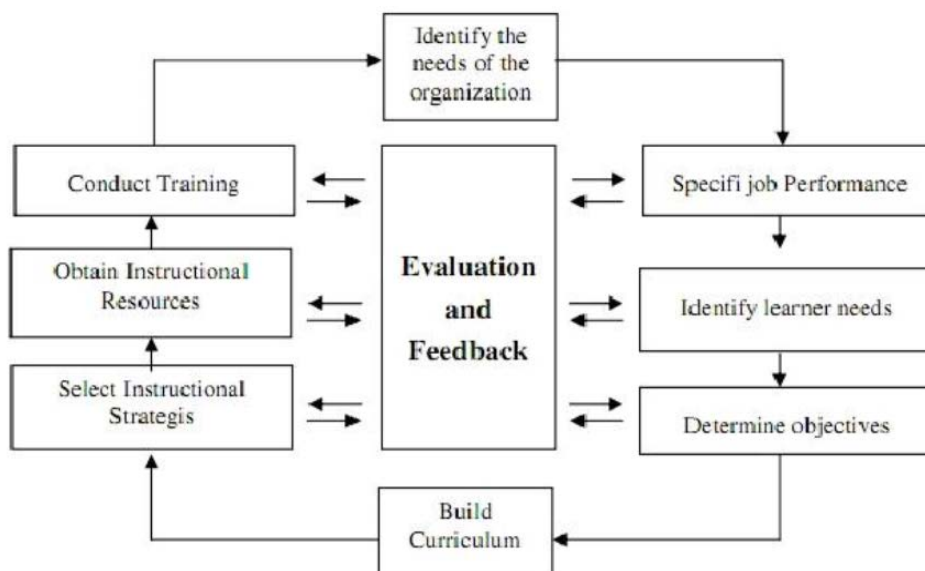 Identify the
needs of the
organization
Conduct Training
Specifi job Performance
Obtain Instructional
Resources
Evaluation
and
Feedback
Identify learner needs
Select Instructional
Strategis
Determine objectives
Build
Curriculum